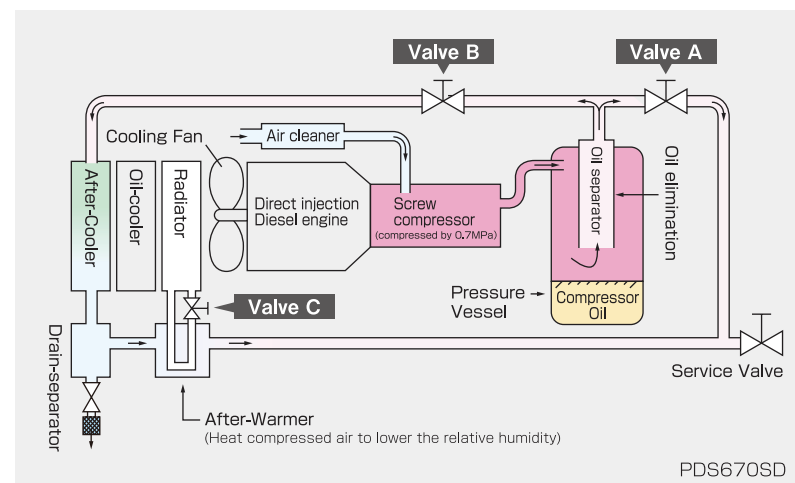 Valve B
Valve A
Cooling Fan
Air cleaner
After-Cooler
Oil-cooler
Radiator
Direct injection
Diesel engine
Screw
compressor
(compressed by 0.7MPa)
Oil separator
Oil elimination
Valve C
Pressure
Vessel
Compressor
Oil
Drain-separator
Service Valve
After-Warmer
(Heat compressed air to lower the relative humidity)
PDS670SD